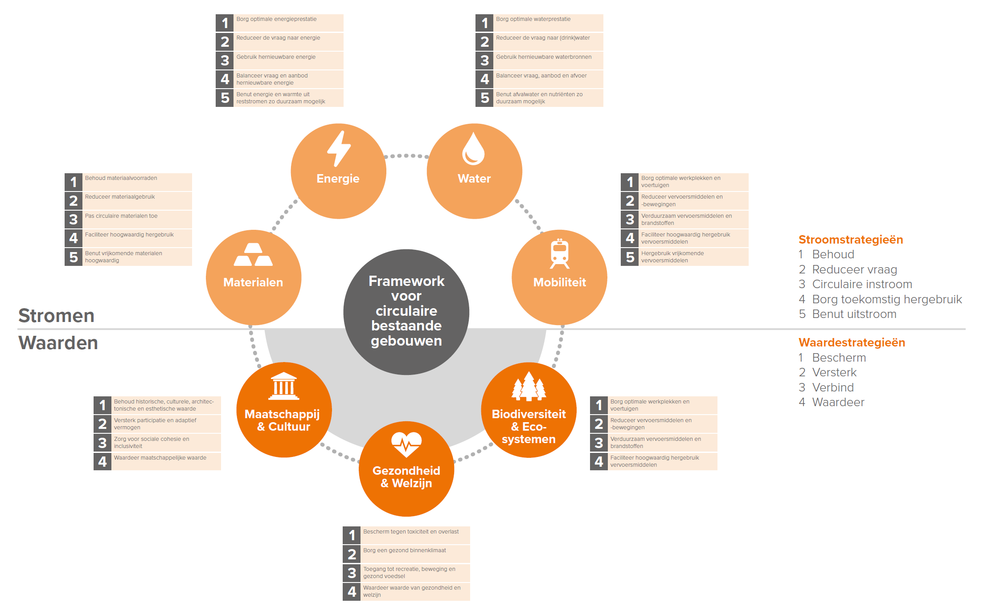 1 Borg optimale energieprestatie
2 Reduceer de vraag naar energie
3 Gebruik hernieuwbare energie
4 Balanceer vraag en aanbod
hernieuwbare energie
5 Benut energie en warmte uit
reststromen zo duurzaam mogelijk
1 Borg optimale waterprestatie
2 Reduceer de vraag naar (drink)water
3 Gebruik hernieuwbare waterbronnen
4 Balanceer vraag, aanbod en afvoer
5 Benut afvalwater en nutriënten zo
duurzaam mogelijk
Energie
Water
1 Behoud materiaalvoorraden
2 Reduceer materiaalgebruik
3 Pas circulaire materialen toe
4 Faciliteer hoogwaardig hergebruik
5 Benut vrijkomende materialen
hoogwaardig
Materialen
1 Borg optimale werkplekken en
voertuigen
2 Reduceer vervoersmiddelen en
-bewegingen
3 Verduurzaam vervoersmiddelen en
brandstoffen
4 Faciliteer hoogwaardig hergebruik
vervoersmiddelen
5 Hergebruik vrijkomende
vervoersmiddelen
Mobiliteit
Framework
voor
circulaire
bestaande
gebouwen
Stroomstrategieën
1 Behoud
2 Reduceer vraag
3 Circulaire instroom
4 Borg toekomstig hergebruik
5 Benut uitstroom
Stromen
Waarden
Waardestrategieën
1 Bescherm
2 Versterk
3 Verbind
4 Waardeer
1 Behoud historische, culturele, architec-
tonische en esthetische waarde
2 Versterk participatie en adaptief
vermogen
3 Zorg voor sociale cohesie en
inclusiviteit
4 Waardeer maatschappelijke waarde
Maatschappij
& Cultuur
Biodiversiteit
& Eco-
systemen
1 Borg optimale werkplekken en
voertuigen
2 Reduceer vervoersmiddelen en
-bewegingen
3 Verduurzaam vervoersmiddelen en
brandstoffen
4 Faciliteer hoogwaardig hergebruik
vervoersmiddelen
Gezondheid
& Welzijn
1 Bescherm tegen toxiciteit en overlast
2 Borg een gezond binnenklimaat
3 Toegang tot recreatie, beweging en
gezond voedsel
4 Waardeer waarde van gezondheid en
welzijn